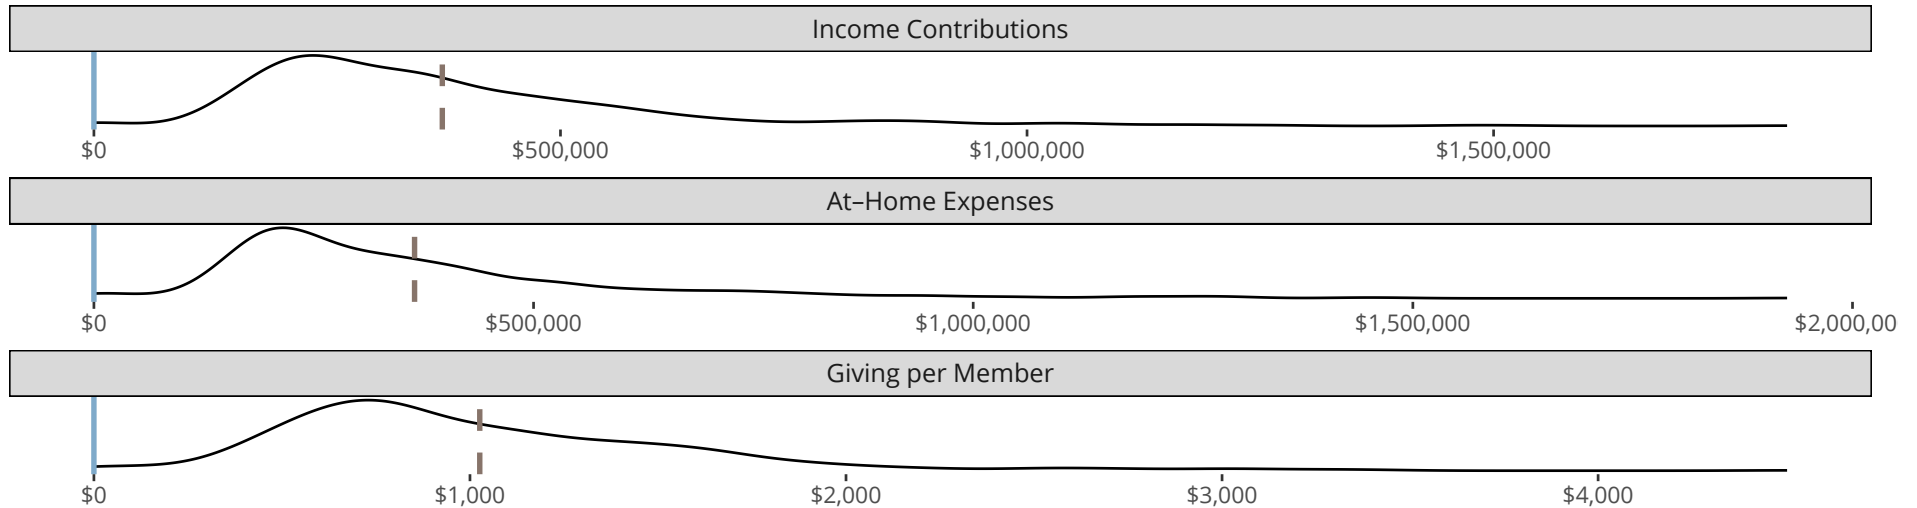 Income Contributions
$0 $500,000 $1,000,000 $1,500,000
At–Home Expenses
$0 $500,000 $1,000,000 $1,500,000 $2,000,00
Giving per Member
$0 $1,000 $2,000 $3,000 $4,000